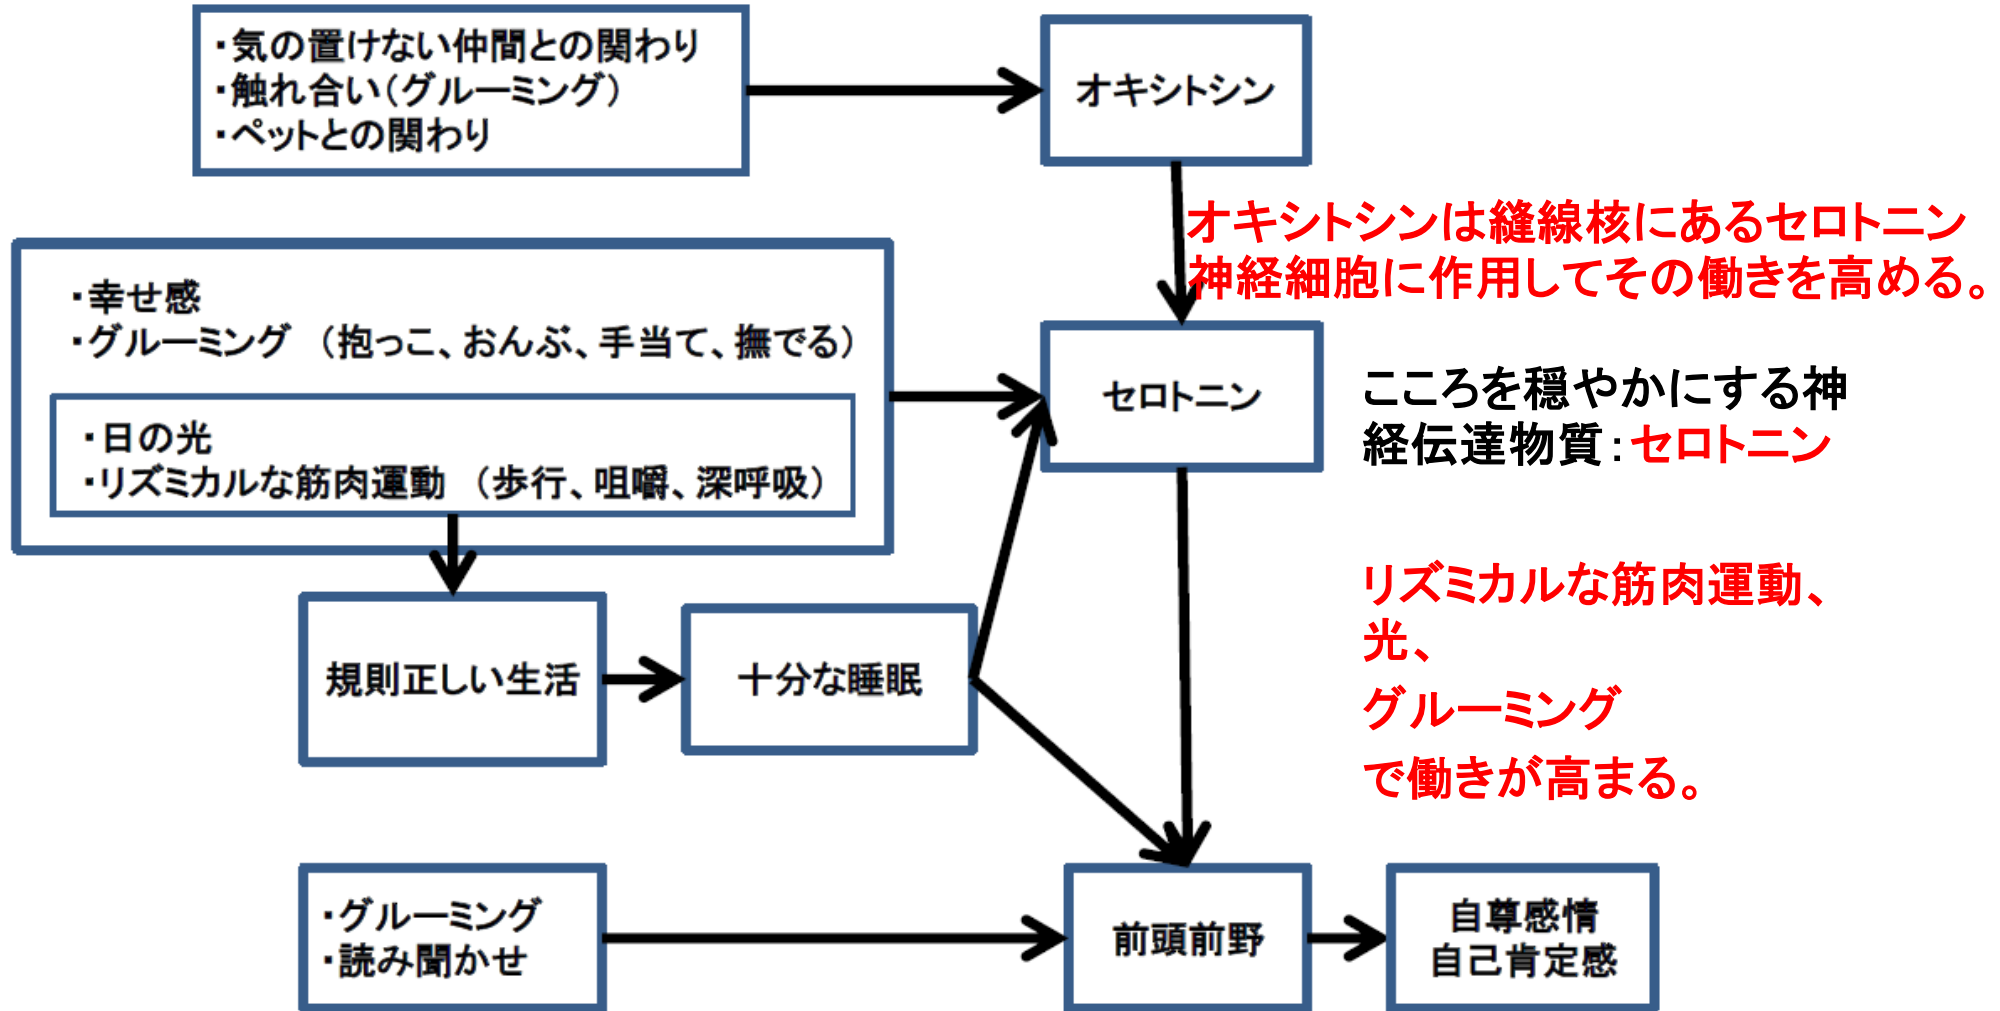 ・気の置けない仲間との関わり
・触れ合い（グルーミング）
・ペットとの関わり
オキシトシン
オキシトシンは縫線核にあるセロトニン
神経細胞に作用してその働きを高める。
・幸せ感
・グルーミング （抱っこ、おんぶ、手当て、撫でる）
・日の光
・リズミカルな筋肉運動 （歩行、咀嚼、深呼吸）
セロトニン
こころを穏やかにする神
経伝達物質：セロトニン
リズミカルな筋肉運動、
光、
グルーミング
で働きが高まる。
規則正しい生活
十分な睡眠
・グルーミング
・読み聞かせ
前頭前野
自尊感情
自己肯定感